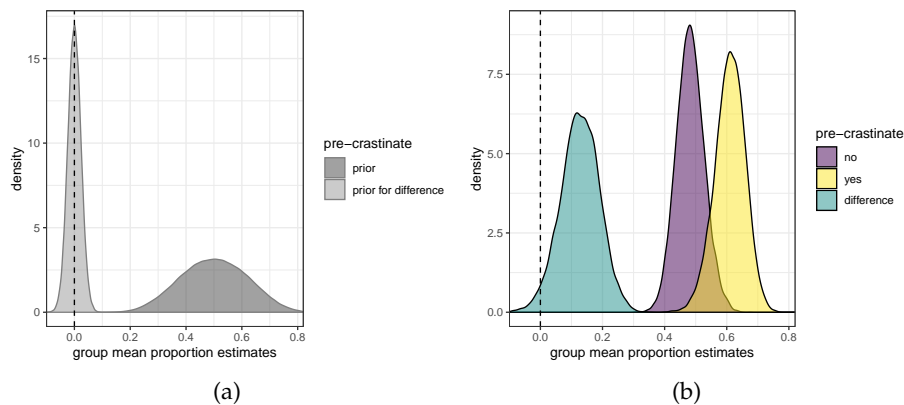 15
10
5
0
density
0.0 0.2 0.4 0.6 0.8
group mean proportion estimates
pre-crastinate
prior
prior for difference
(a)
7.5
5.0
2.5
0.0
density
0.0 0.2 0.4 0.6 0.8
group mean proportion estimates
pre-crastinate
no
yes
difference
(b)